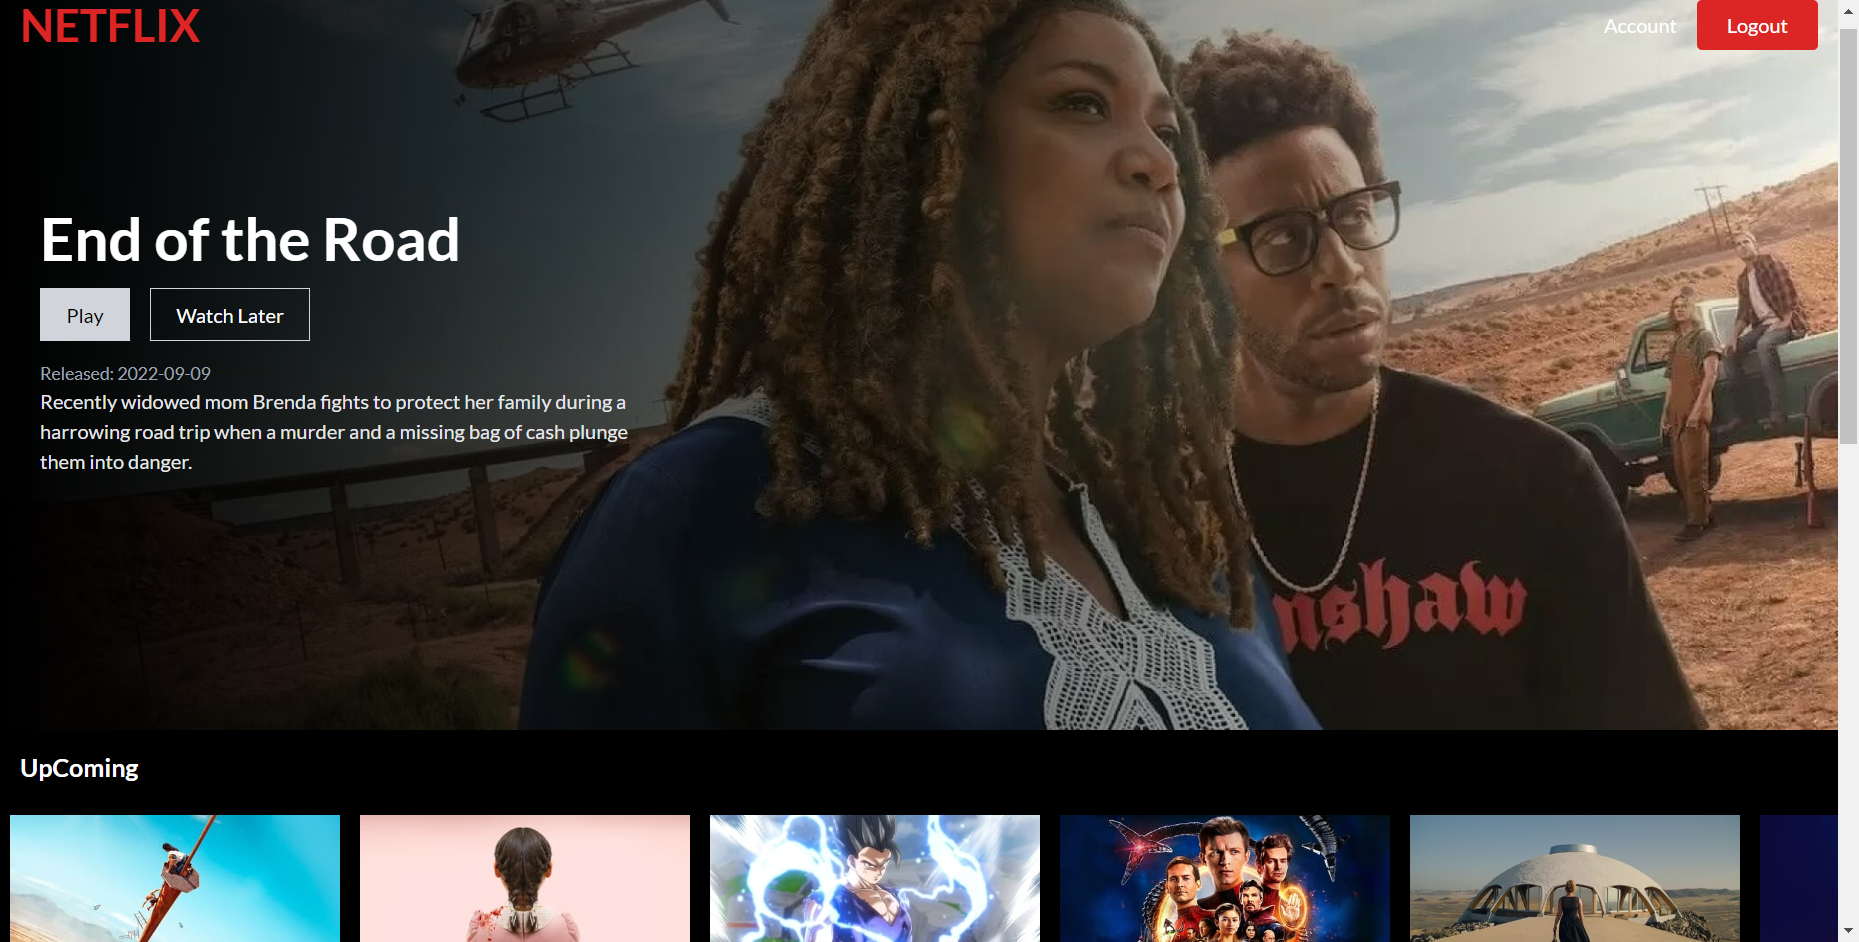 NETFLIX
Account
Logout
End of the Road
Play
Watch Later
Released: 2022-09-09
Recently widowed mom Brenda fights to protect her family during a
harrowing road trip when a murder and a missing bag of cash plunge
them into danger.
nshaw
UpComing